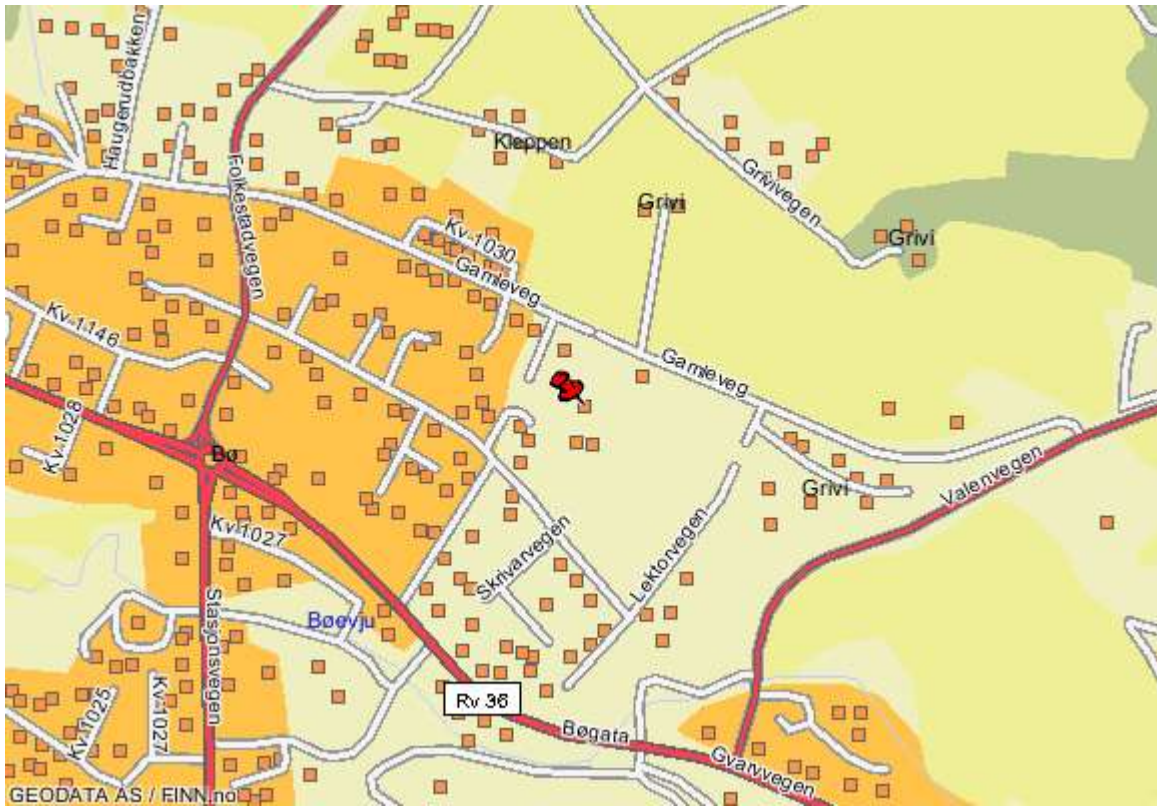 Haugerudbakken
Folkestadvegen
Kleppen
Grivi
Grivivegen
Grivi
Kv 1030
Gamleveg
Kv 1146
Gamleveg
Kv 1028
Bø
Valenvegen
Grivi
Kv 1027
Skrivarvegen
Lektorvegen
Stasjonsvegen
Bøevju
Kv 1025
Kv 1027
Rv 36
Bøgata
Gvarvvegen
GEODATA AS / FINN.no